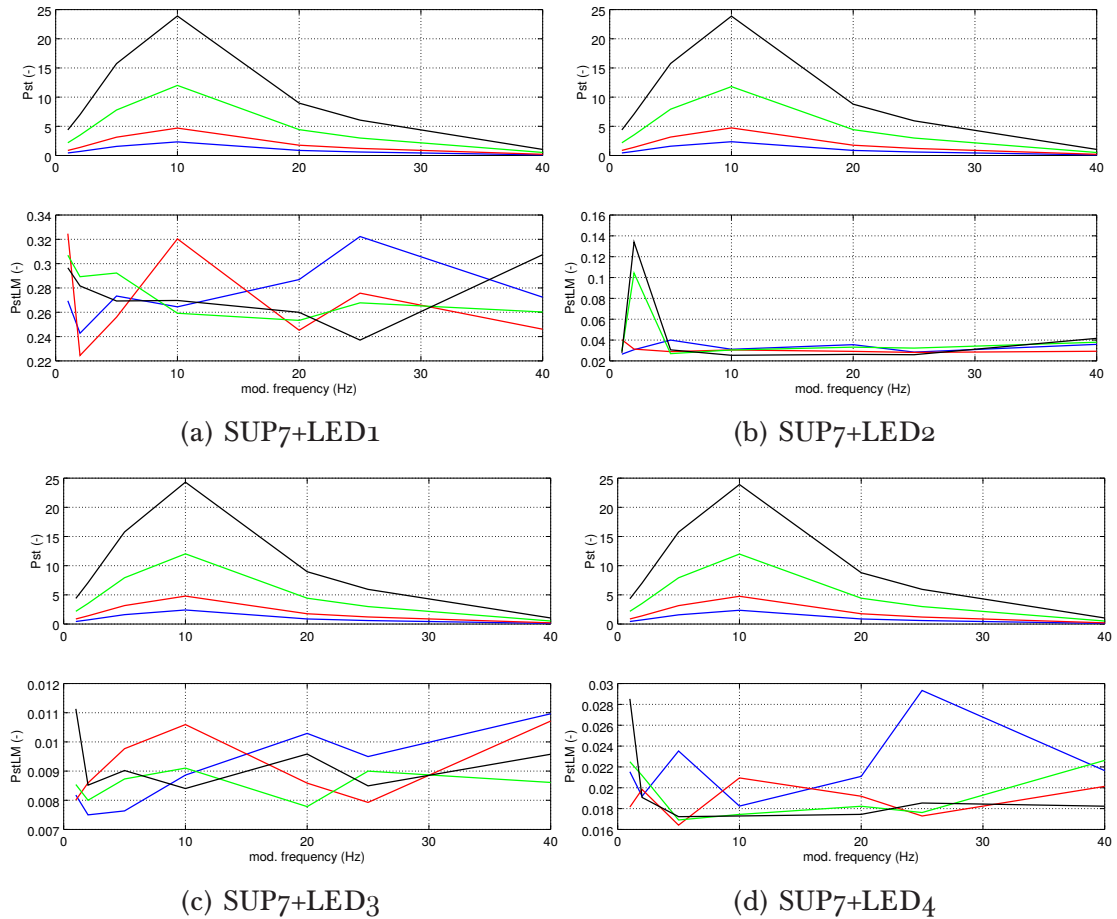 25
20
15
10
5
0
Pst (-)
0 10 20 30 40
0.34
0.32
0.3
0.28
0.26
0.24
0.22
PstLM (-)
0 10 20 30 40
mod. frequency (Hz)
(a) SUP7+LED1
25
20
15
10
5
0
Pst (-)
0 10 20 30 40
0.16
0.14
0.12
0.1
0.08
0.06
0.04
0.02
PstLM (-)
0 10 20 30 40
mod. frequency (Hz)
(b) SUP7+LED2
25
20
15
10
5
0
Pst (-)
0 10 20 30 40
0.012
0.011
0.01
0.009
0.008
0.007
PstLM (-)
0 10 20 30 40
mod. frequency (Hz)
(c) SUP7+LED3
25
20
15
10
5
0
Pst (-)
0 10 20 30 40
0.03
0.028
0.026
0.024
0.022
0.02
0.018
0.016
PstLM (-)
0 10 20 30 40
mod. frequency (Hz)
(d) SUP7+LED4